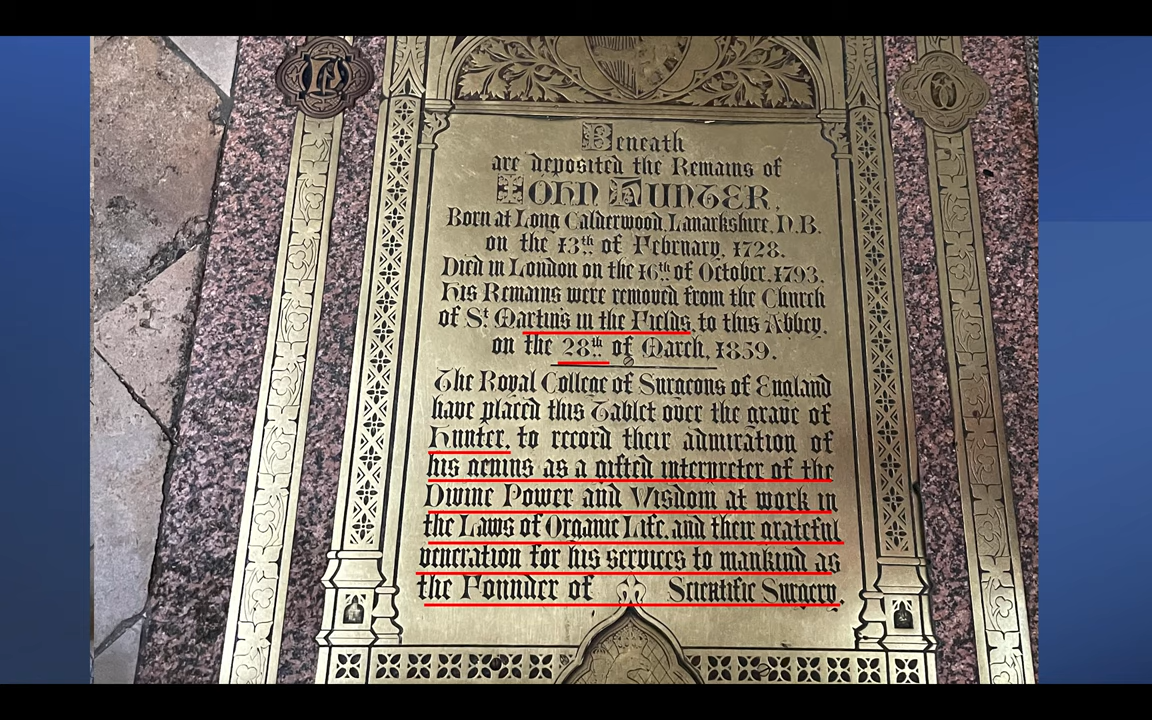 Beneath
are deposited the Remains of
JOHN HUNTER,
Born at Long Calderwood, Lanarkshire, N.B.
on the 13th of February, 1728.
Died in London on the 16th of October, 1793.
His Remains were removed from the Church
of St. Martin's in the Fields, to this Abbey,
on the 28th of March, 1859.
The Royal College of Surgeons of England
have placed this Tablet over the grave of
Hunter, to record their admiration of
his genius as a gifted interpreter of the
Divine Power and Wisdom at work in
the Laws of Organic Life, and their grateful
veneration for his services to mankind as
the Founder of Scientific Surgery.